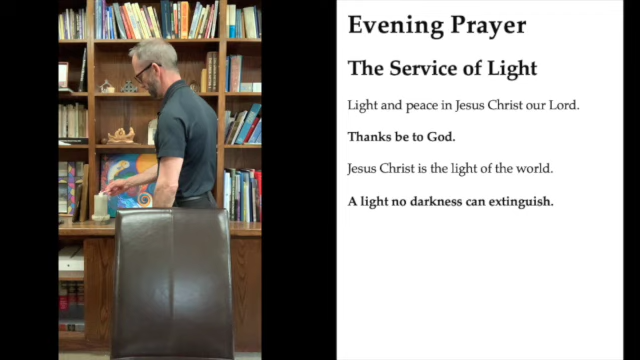 Evening Prayer
The Service of Light
Light and peace in Jesus Christ our Lord.
Thanks be to God.
Jesus Christ is the light of the world.
A light no darkness can extinguish.